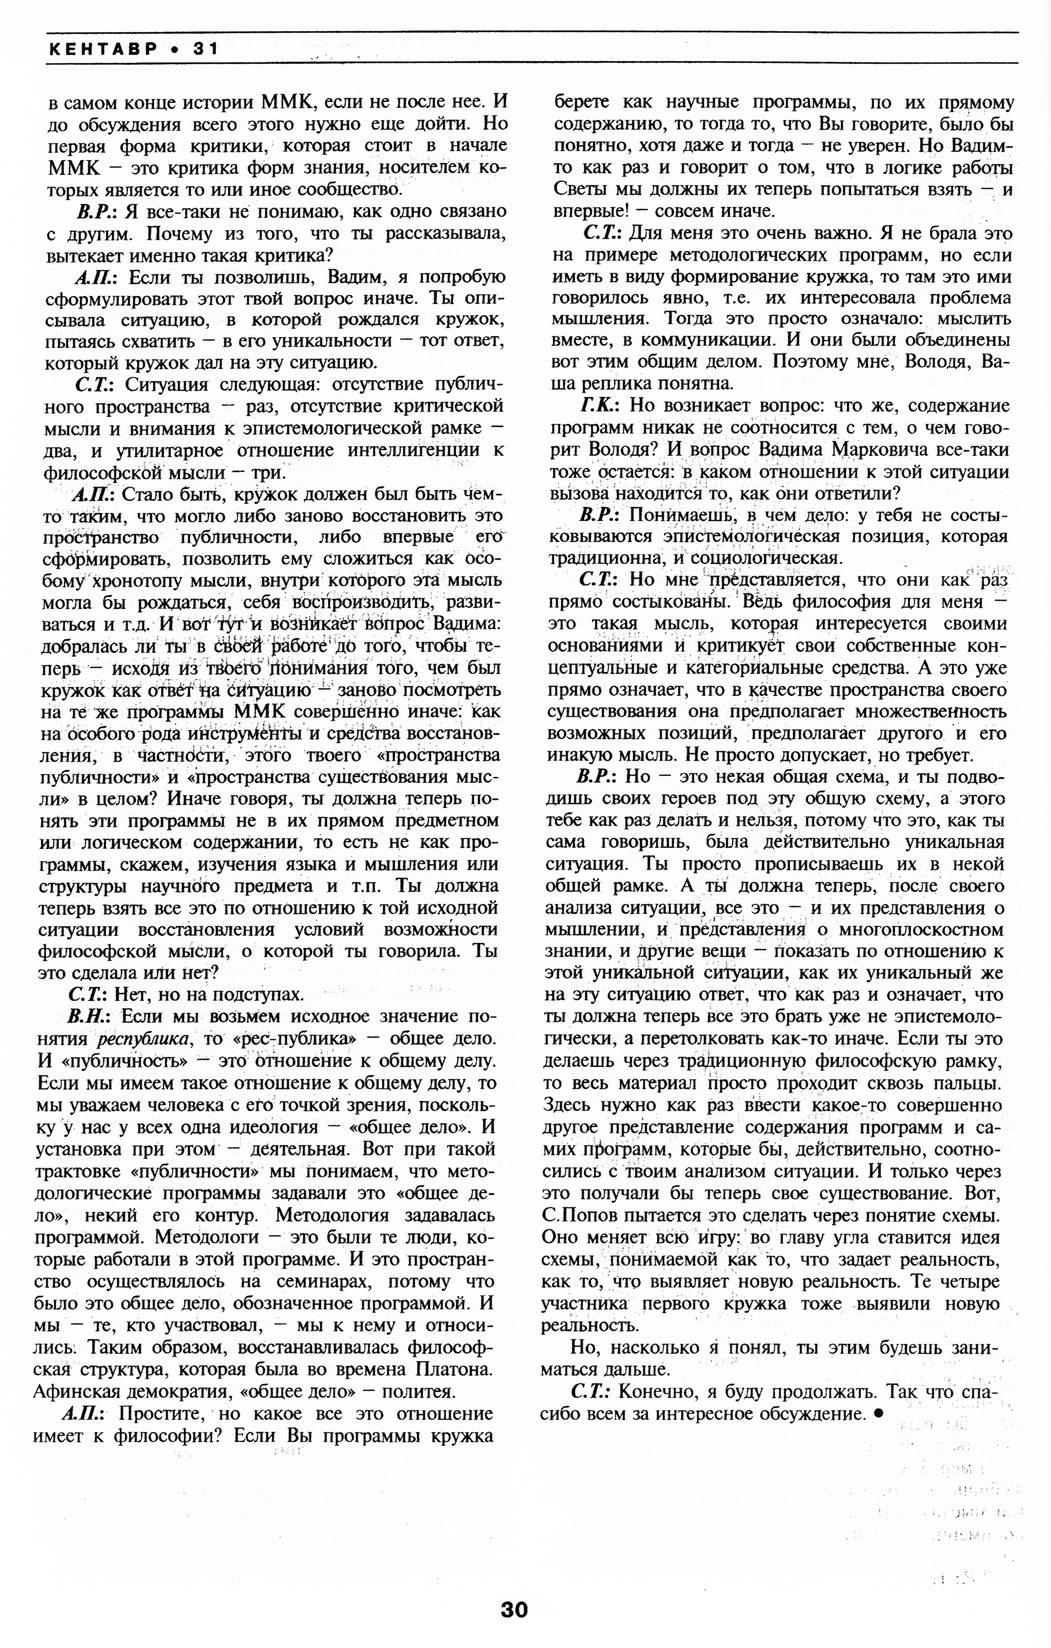 КЕНТАВР • 31
в самом конце истории ММК, если не после нее. И
до обсуждения всего этого нужно еще дойти. Но
первая форма критики, которая стоит в начале
ММК — это критика форм знания, носителем ко-
торых является то или иное сообщество.
В.Р.: Я все-таки не понимаю, как одно связано
с другим. Почему из того, что ты рассказывала,
вытекает именно такая критика?
А.П.: Если ты позволишь, Вадим, я попробую
сформулировать этот твой вопрос иначе. Ты опи-
сывала ситуацию, в которой рождался кружок,
пытаясь схватить — в его уникальности — тот ответ,
который кружок дал на эту ситуацию.
С.Т.: Ситуация следующая: отсутствие публич-
ного пространства — раз, отсутствие критической
мысли и внимания к эпистемологической рамке —
два, и утилитарное отношение интеллигенции к
философской мысли — три.
А.П.: Стало быть, кружок должен был быть чем-
то таким, что могло либо заново восстановить это
пространство публичности, либо впервые его
сформировать, позволить ему сложиться как осо-
бому хронотопу мысли, внутри которого эта мысль
могла бы рождаться, себя воспроизводить, разви-
ваться и т.д. И вот тут и возникает вопрос Вадима:
добралась ли ты в своей работе до того, чтобы те-
перь — исходя из твоего понимания того, чем был
кружок как ответ на ситуацию — заново посмотреть
на те же программы ММК совершенно иначе: как
на особого рода инструменты и средства восстанов-
ления, в частности, этого твоего «пространства
публичности» и «пространства существования мыс-
ли» в целом? Иначе говоря, ты должна теперь по-
нять эти программы не в их прямом предметном
или логическом содержании, то есть не как про-
граммы, скажем, изучения языка и мышления или
структуры научного предмета и т.п. Ты должна
теперь взять все это по отношению к той исходной
ситуации восстановления условий возможности
философской мысли, о которой ты говорила. Ты
это сделала или нет?
С.Т.: Нет, но на подступах.
В.Н.: Если мы возьмем исходное значение по-
нятия республика, то «рес-публика» — общее дело.
И «публичность» — это отношение к общему делу.
Если мы имеем такое отношение к общему делу, то
мы уважаем человека с его точкой зрения, посколь-
ку у нас у всех одна идеология — «общее дело». И
установка при этом — деятельная. Вот при такой
трактовке «публичности» мы понимаем, что мето-
дологические программы задавали это «общее де-
ло», некий его контур. Методология задавалась
программой. Методологи — это были те люди, ко-
торые работали в этой программе. И это простран-
ство осуществлялось на семинарах, потому что
было это общее дело, обозначенное программой. И
мы — те, кто участвовал, — мы к нему и относи-
лись. Таким образом, восстанавливалась философ-
ская структура, которая была во времена Платона.
Афинская демократия, «общее дело» — политея.
А.П.: Простите, но какое все это отношение
имеет к философии? Если Вы программы кружка
берете как научные программы, по их прямому
содержанию, то тогда то, что Вы говорите, было бы
понятно, хотя даже и тогда — не уверен. Но Вадим-
то как раз и говорит о том, что в логике работы
Светы мы должны их теперь попытаться взять — и
впервые! — совсем иначе.
С.Т.: Для меня это очень важно. Я не брала это
на примере методологических программ, но если
иметь в виду формирование кружка, то там это ими
говорилось явно, т.е. их интересовала проблема
мышления. Тогда это просто означало: мыслить
вместе, в коммуникации. И они были объединены
вот этим общим делом. Поэтому мне, Володя, Ва-
ша реплика понятна.
Г.К.: Но возникает вопрос: что же, содержание
программ никак не соотносится с тем, о чем гово-
рит Володя? И вопрос Вадима Марковича все-таки
тоже остается: в каком отношении к этой ситуации
вызова находится то, как они ответили?
В.Р.: Понимаешь, в чем дело: у тебя не состы-
ковываются эпистемологическая позиция, которая
традиционна, и социологическая.
С.Т.: Но мне представляется, что они как раз
прямо состыкованы. Ведь философия для меня —
это такая мысль, которая интересуется своими
основаниями и критикует свои собственные кон-
цептуальные и категориальные средства. А это уже
прямо означает, что в качестве пространства своего
существования она предполагает множественность
возможных позиций, предполагает другого и его
инакую мысль. Не просто допускает, но требует.
В.Р.: Но — это некая общая схема, и ты подво-
дишь своих героев под эту общую схему, а этого
тебе как раз делать и нельзя, потому что это, как ты
сама говоришь, была действительно уникальная
ситуация. Ты просто прописываешь их в некой
общей рамке. А ты должна теперь, после своего
анализа ситуации, все это — и их представления о
мышлении, и представления о многоплоскостном
знании, и другие вещи — показать по отношению к
этой уникальной ситуации, как их уникальный же
на эту ситуацию ответ, что как раз и означает, что
ты должна теперь все это брать уже не эпистемоло-
гически, а перетолковать как-то иначе. Если ты это
делаешь через традиционную философскую рамку,
то весь материал просто проходит сквозь пальцы.
Здесь нужно как раз ввести какое-то совершенно
другое представление содержания программ и са-
мих программ, которые бы, действительно, соотно-
сились с твоим анализом ситуации. И только через
это получали бы теперь свое существование. Вот,
С.Попов пытается это сделать через понятие схемы.
Оно меняет всю игру: во главу угла ставится идея
схемы, понимаемой как то, что задает реальность,
как то, что выявляет новую реальность. Те четыре
участника первого кружка тоже выявили новую
реальность.
Но, насколько я понял, ты этим будешь зани-
маться дальше.
С.Т.: Конечно, я буду продолжать. Так что спа-
сибо всем за интересное обсуждение. •
30